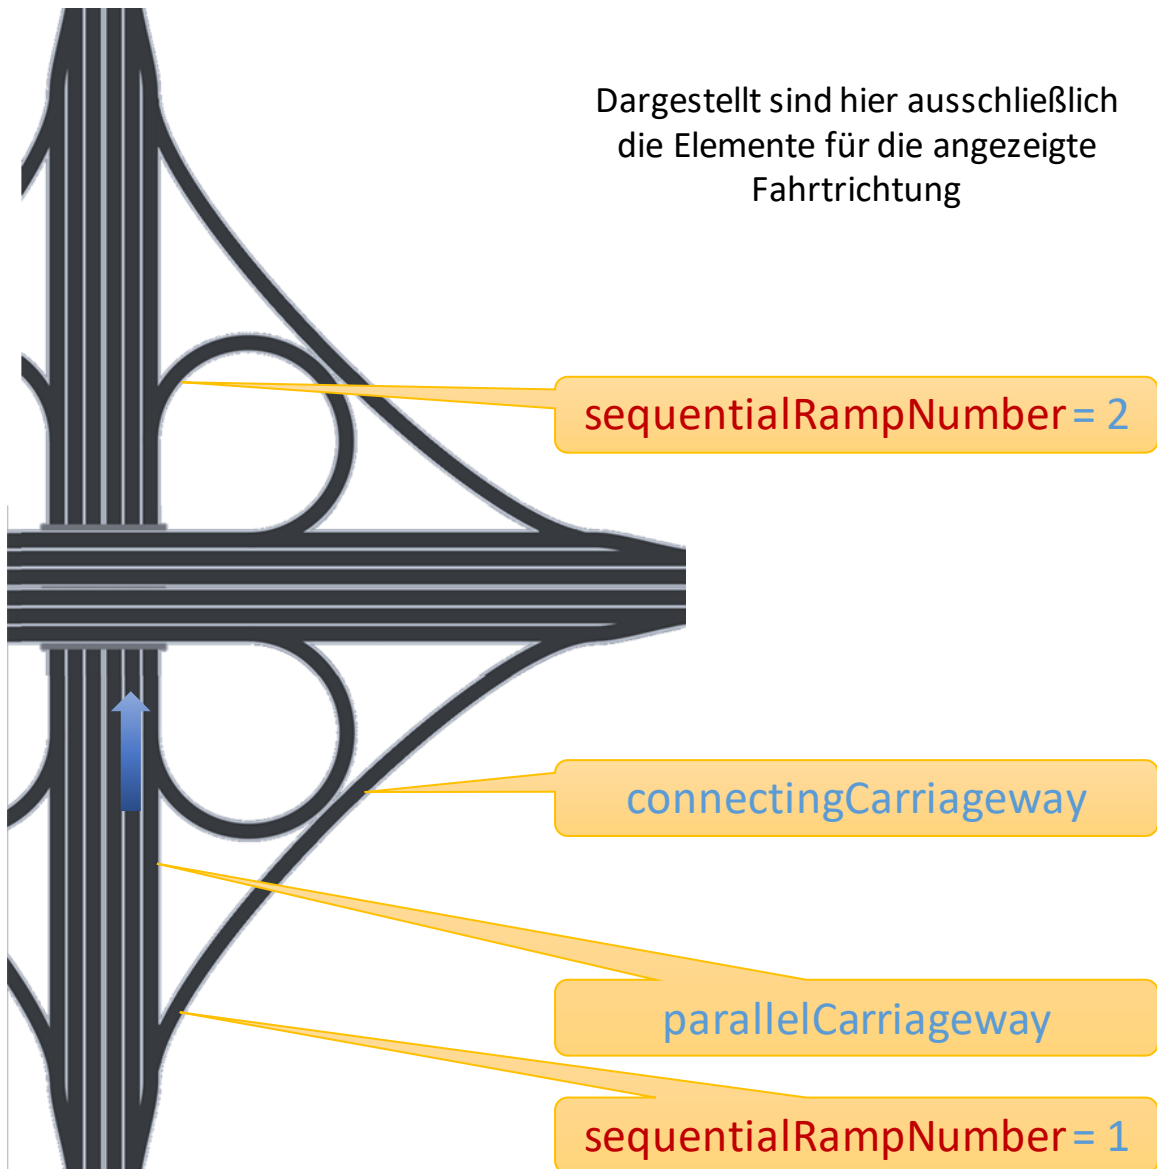 Dargestellt sind hier ausschließlich
die Elemente für die angezeigte
Fahrtrichtung
sequentialRampNumber = 2
connectingCarriageway
parallelCarriageway
sequentialRampNumber = 1